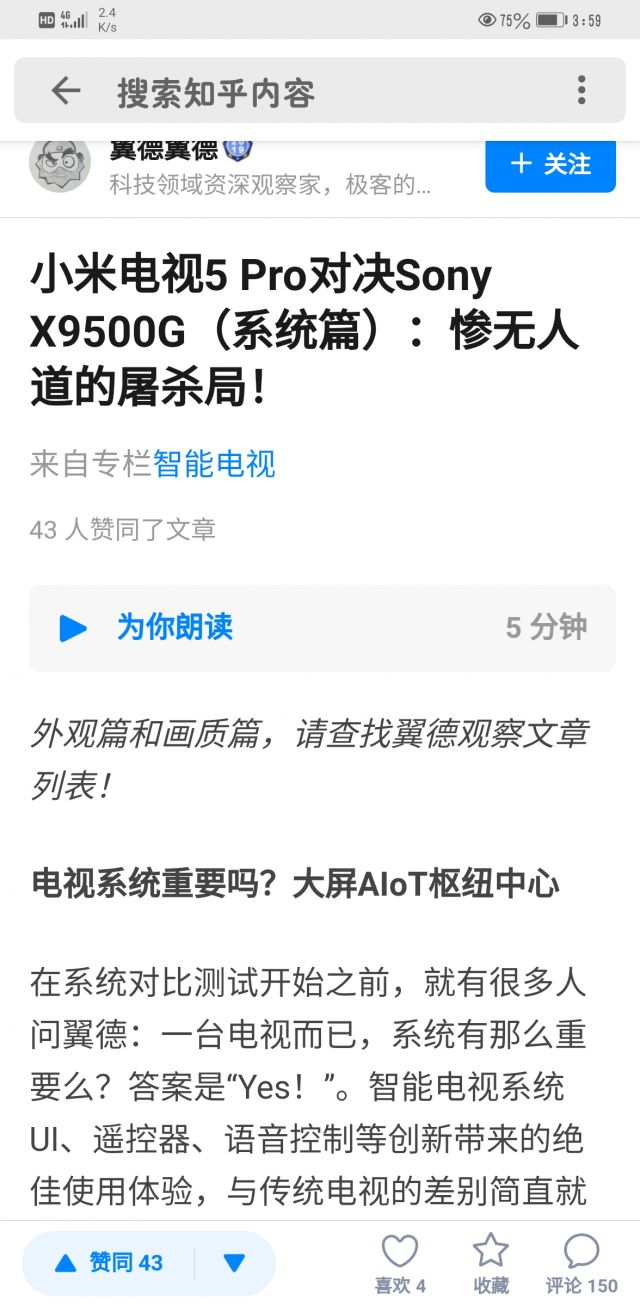 HD 4G 2.4 K/s 75% 3:59
搜索知乎内容
翼德翼德 2019
科技领域资深观察家，极客的...
+ 关注
小米电视5 Pro对决Sony
X9500G（系统篇）：惨无人
道的屠杀局！
来自专栏智能电视
43 人赞同了文章
为你朗读 5 分钟
外观篇和画质篇，请查找翼德观察文章
列表！
电视系统重要吗？大屏AIoT枢纽中心
在系统对比测试开始之前，就有很多人
问翼德：一台电视而已，系统有那么重
要么？答案是“Yes！”。智能电视系统
UI、遥控器、语音控制等创新带来的绝
佳使用体验，与传统电视的差别简直就
赞同 43
喜欢 4 收藏 评论 150